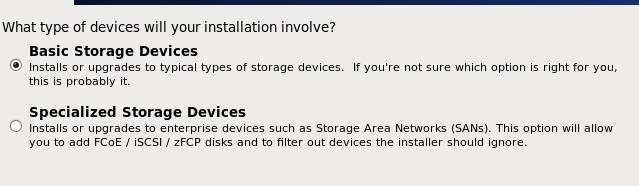 What type of devices will your installation involve?
Basic Storage Devices
Installs or upgrades to typical types of storage devices.  If you're not sure which option is right for you,
this is probably it.
Specialized Storage Devices
Installs or upgrades to enterprise devices such as Storage Area Networks (SANs). This option will allow
you to add FCoE / iSCSI / zFCP disks and to filter out devices the installer should ignore.